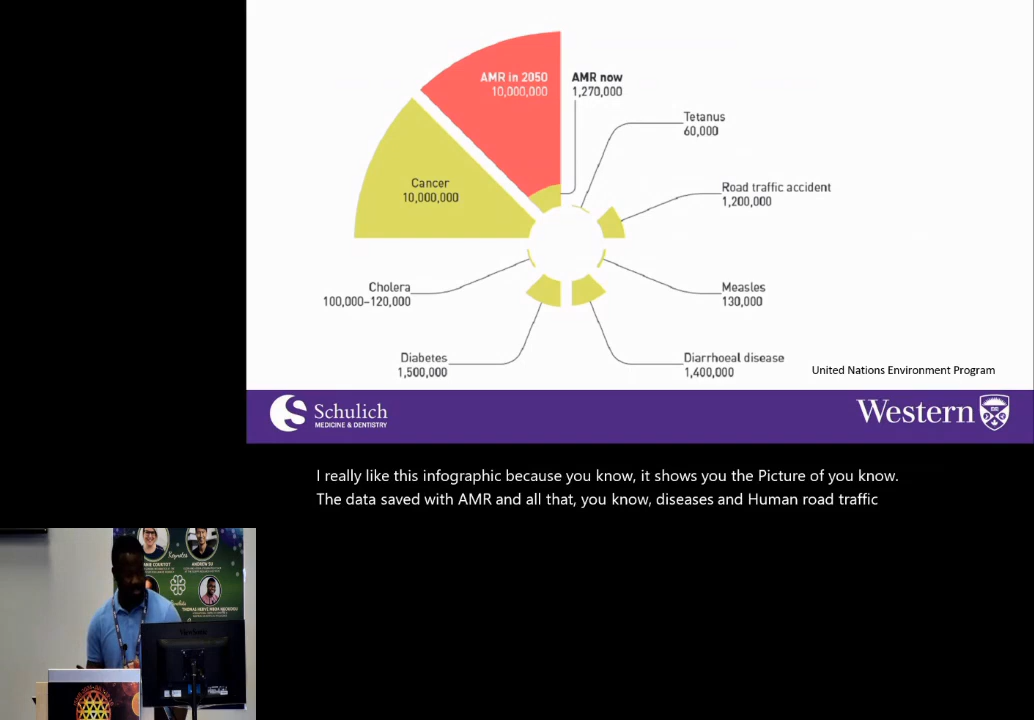 AMR in 2050
10,000,000
AMR now
1,270,000
Tetanus
60,000
Cancer
10,000,000
Road traffic accident
1,200,000
Cholera
100,000–120,000
Measles
130,000
Diabetes
1,500,000
Diarrhoeal disease
1,400,000
United Nations Environment Program
Schulich
MEDICINE & DENTISTRY
Western
I really like this infographic because you know, it shows you the Picture of you know.
The data saved with AMR and all that, you know, diseases and Human road traffic
Keynotes
ANDREW SU
ViewSonic